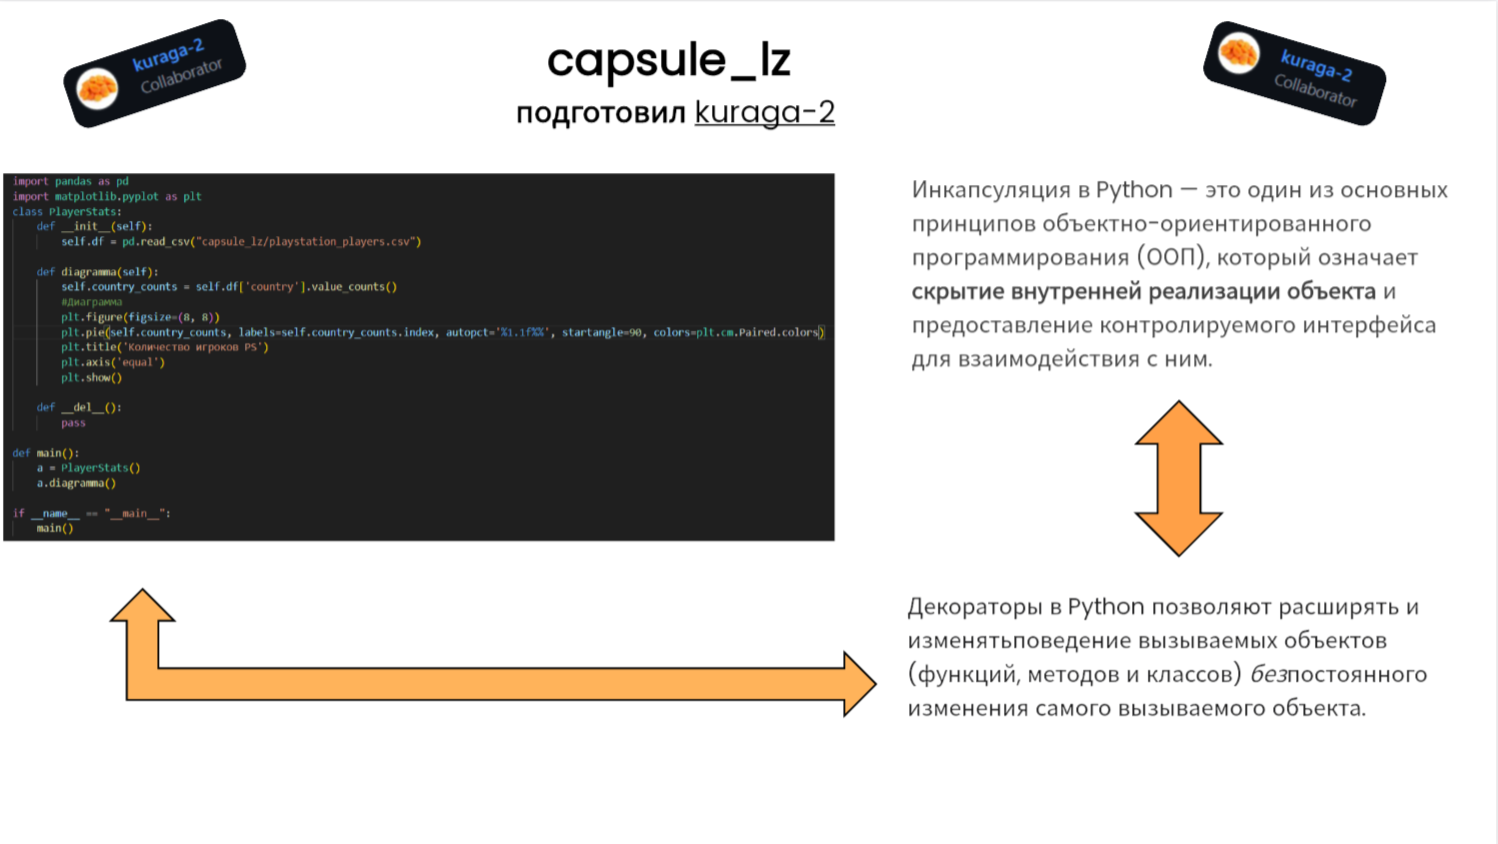 kuraga-2
Collaborator
capsule_lz
подготовил kuraga-2
kuraga-2
Collaborator
import pandas as pd
import matplotlib.pyplot as plt
class PlayerStats:
    def __init__(self):
        self.df = pd.read_csv("capsule_lz/playstation_players.csv")
    def diagramma(self):
        self.country_counts = self.df['country'].value_counts()
        #Диаграмма
        plt.figure(figsize=(8, 8))
        plt.pie(self.country_counts, labels=self.country_counts.index, autopct='%1.1f%%', startangle=90, colors=plt.cm.Paired.colors)
        plt.title('Количество игроков PS')
        plt.axis('equal')
        plt.show()
    def __del__():
        pass
def main():
    a = PlayerStats()
    a.diagramma()
if __name__ == "__main__":
    main()
Инкапсуляция в Python — это один из основных
принципов объектно-ориентированного
программирования (ООП), который означает
скрытие внутренней реализации объекта и
предоставление контролируемого интерфейса
для взаимодействия с ним.
Декораторы в Python позволяют расширять и
изменятьповедение вызываемых объектов
(функций, методов и классов) безпостоянного
изменения самого вызываемого объекта.